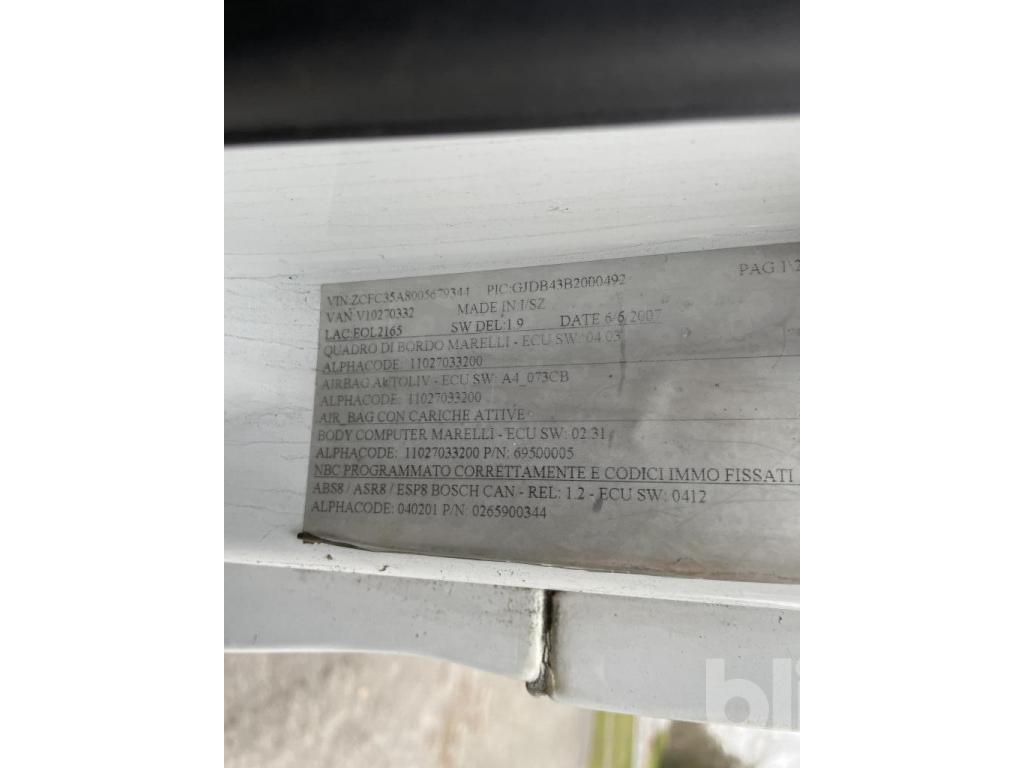 VIN:ZCFC35A8005679344 PIC:GJDB43B2000492 PAG 1\2
VAN:V10270332 MADE IN I/SZ
LAC:EOL2165 SW DEL:1.9 DATE 6/6/2007
QUADRO DI BORDO MARELLI - ECU SW: 04.03
ALPHACODE: 11027033200
AIRBAG AUTOLIV - ECU SW: A4_073CB
ALPHACODE: 11027033200
AIR_BAG CON CARICHE ATTIVE
BODY COMPUTER MARELLI - ECU SW: 02.31
ALPHACODE: 11027033200 P/N: 69500005
NBC PROGRAMMATO CORRETTAMENTE E CODICI IMMO FISSATI
ABS8 / ASR8 / ESP8 BOSCH CAN - REL: 1.2 - ECU SW: 0412
ALPHACODE: 040201 P/N: 0265900344